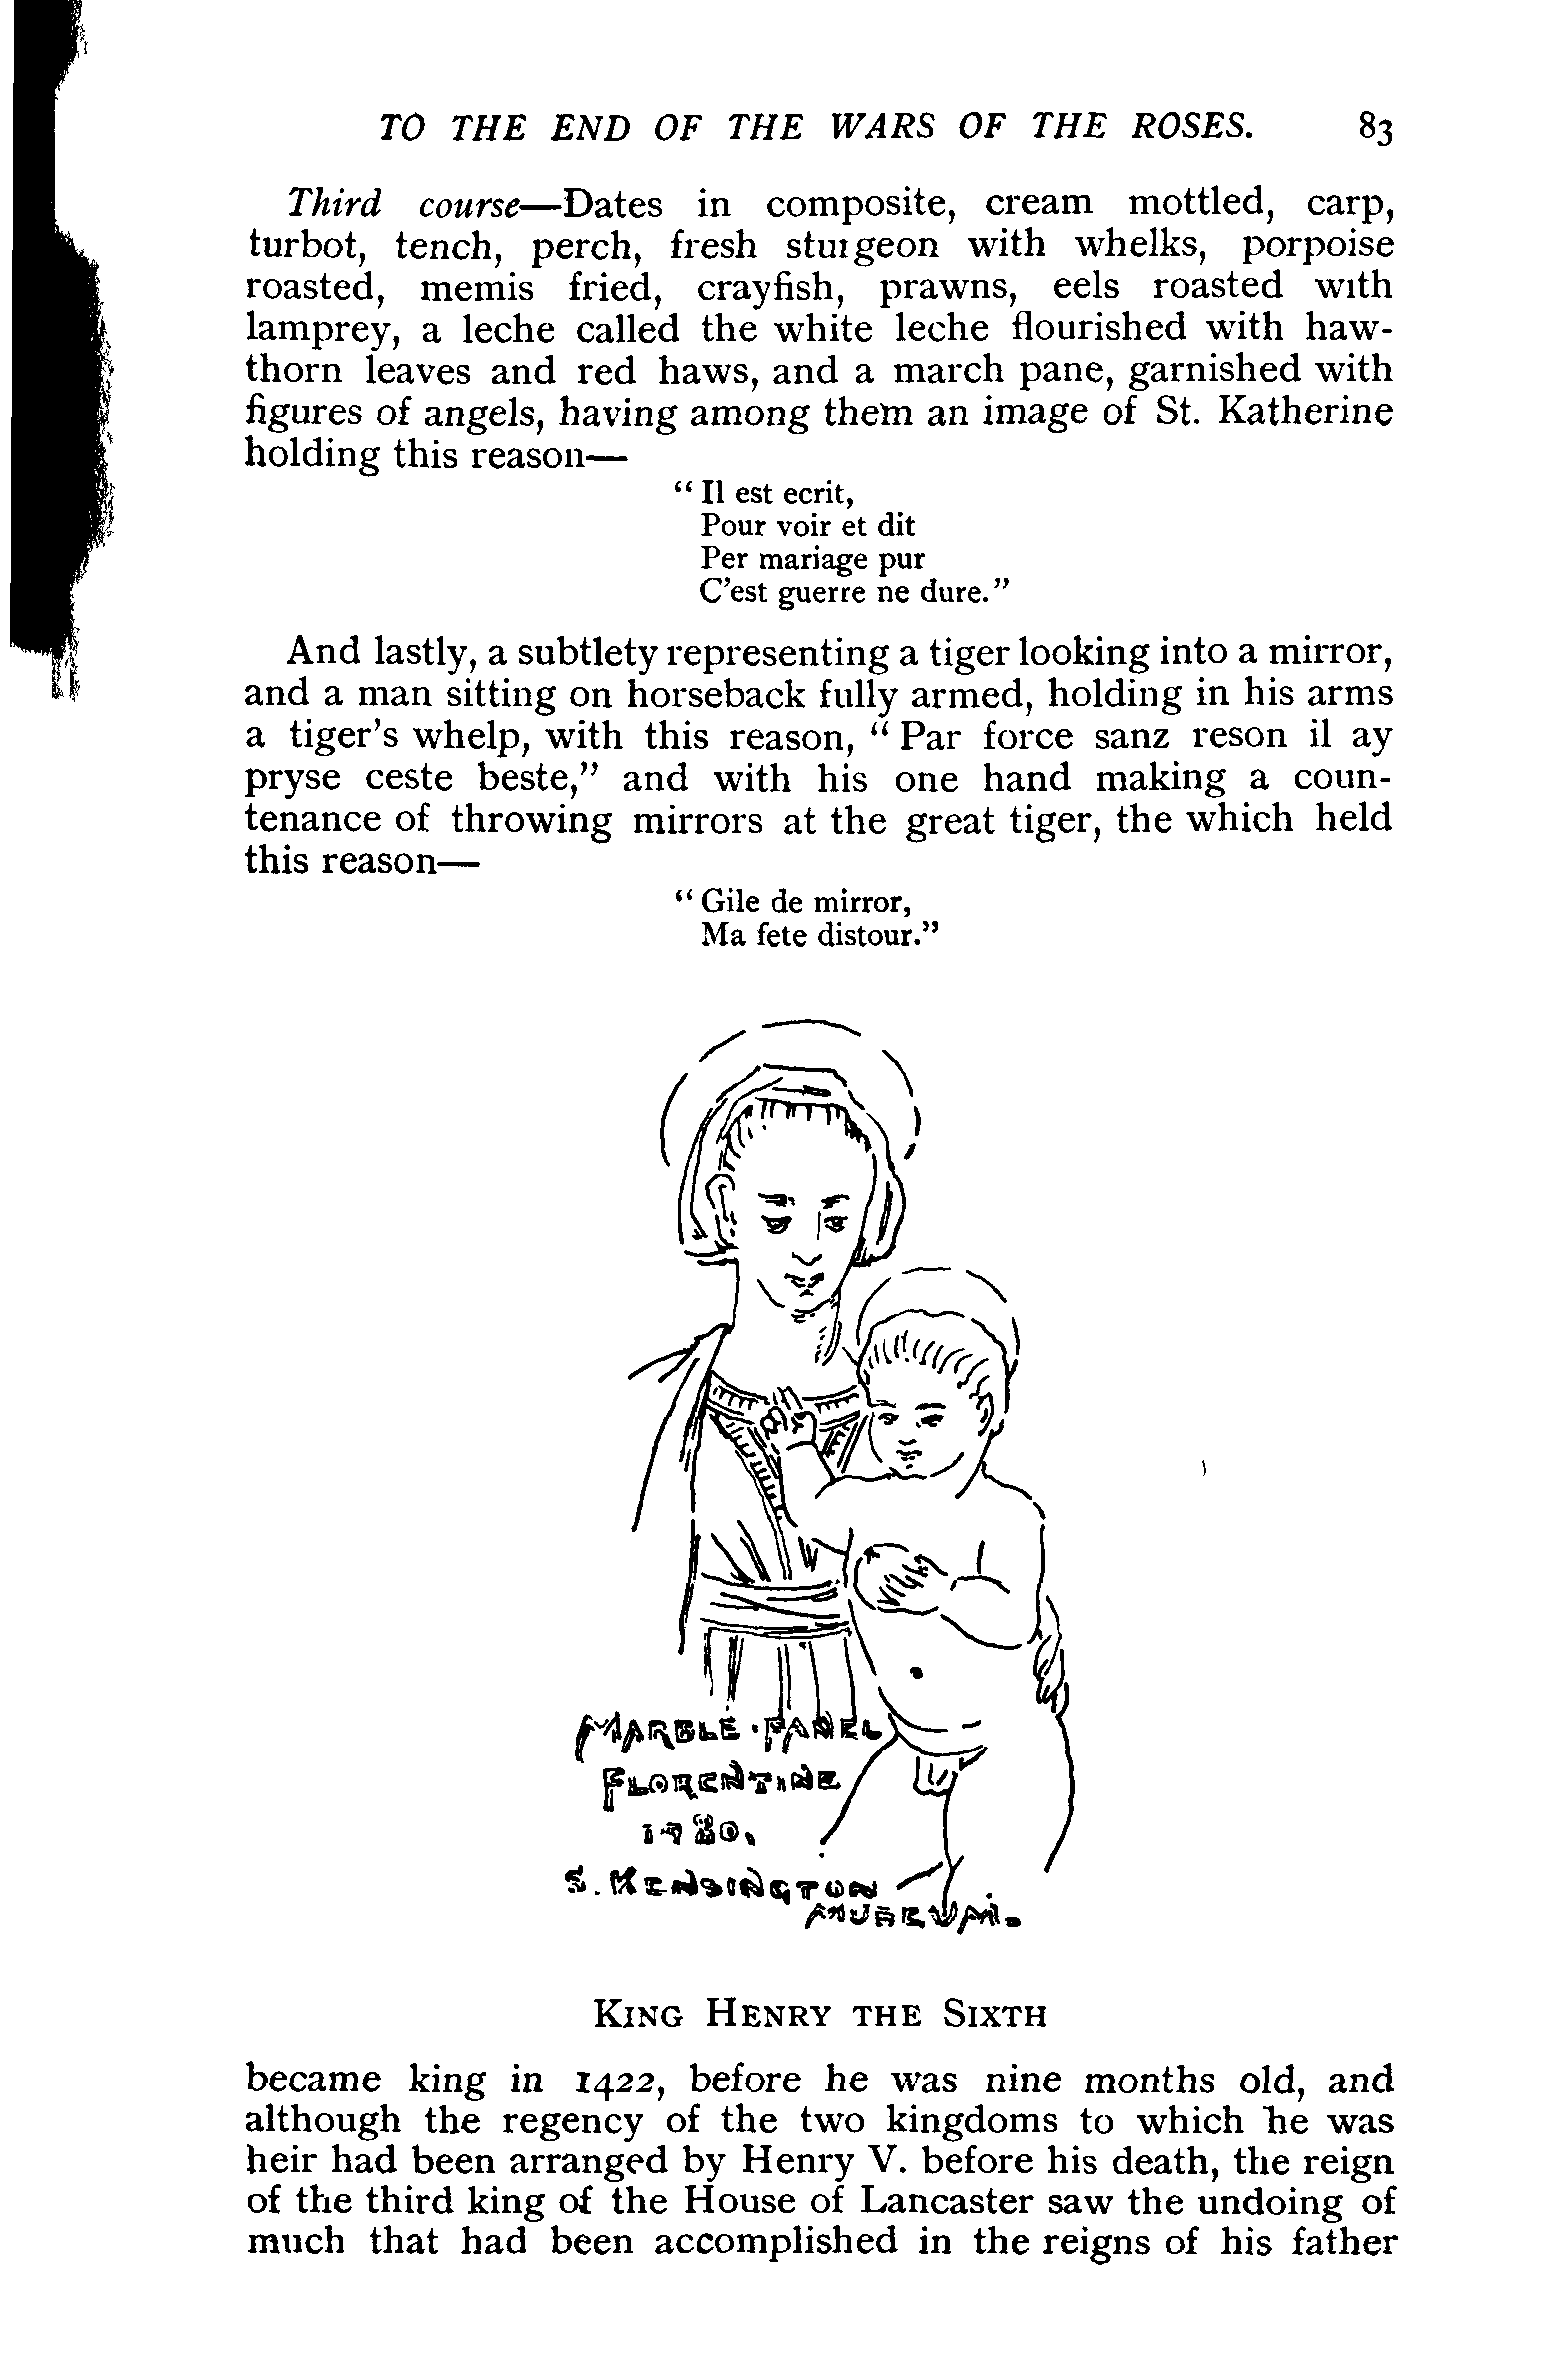 TO THE END OF THE WARS OF THE ROSES. 83
Third course—Dates in composite, cream mottled, carp,
turbot, tench, perch, fresh sturgeon with whelks, porpoise
roasted, memis fried, crayfish, prawns, eels roasted with
lamprey, a leche called the white leche flourished with haw-
thorn leaves and red haws, and a march pane, garnished with
figures of angels, having among them an image of St. Katherine
holding this reason—
“ Il est ecrit,
Pour voir et dit
Per mariage pur
C’est guerre ne dure.”
And lastly, a subtlety representing a tiger looking into a mirror,
and a man sitting on horseback fully armed, holding in his arms
a tiger’s whelp, with this reason, “ Par force sanz reson il ay
pryse ceste beste,” and with his one hand making a coun-
tenance of throwing mirrors at the great tiger, the which held
this reason—
“ Gile de mirror,
Ma fete distour.”
MARBLE · PANEL
FLORENTINE
S. KENSINGTON
MUSEUM.
KING HENRY THE SIXTH
became king in 1422, before he was nine months old, and
although the regency of the two kingdoms to which he was
heir had been arranged by Henry V. before his death, the reign
of the third king of the House of Lancaster saw the undoing of
much that had been accomplished in the reigns of his father